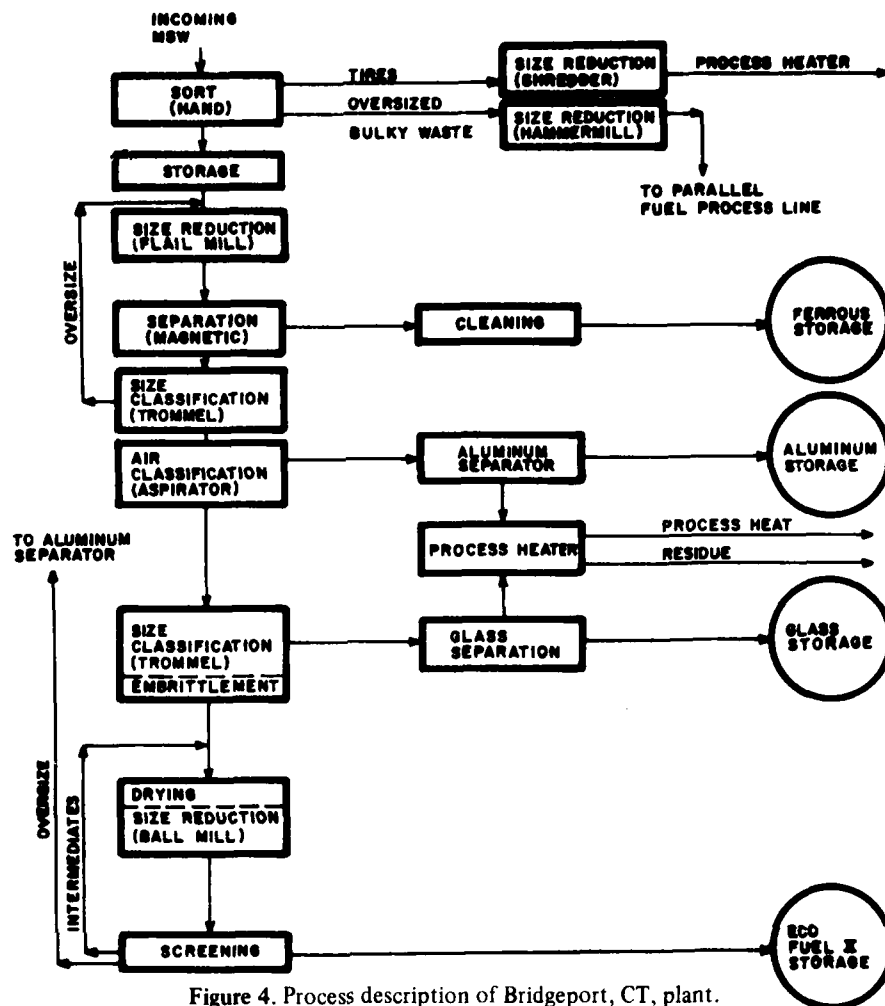 INCOMING
MSW
SORT
(HAND)
TIRES
OVERSIZED
BULKY WASTE
SIZE REDUCTION
(SHREDDER)
PROCESS HEATER
SIZE REDUCTION
(HAMMERMILL)
TO PARALLEL
FUEL PROCESS LINE
STORAGE
SIZE REDUCTION
(FLAIL MILL)
OVERSIZE
SEPARATION
(MAGNETIC)
CLEANING
FERROUS
STORAGE
SIZE
CLASSIFICATION
(TROMMEL)
AIR
CLASSIFICATION
(ASPIRATOR)
ALUMINUM
SEPARATOR
ALUMINUM
STORAGE
TO ALUMINUM
SEPARATOR
PROCESS HEATER
PROCESS HEAT
RESIDUE
SIZE
CLASSIFICATION
(TROMMEL)
EMBRITTLEMENT
GLASS
SEPARATION
GLASS
STORAGE
OVERSIZE
INTERMEDIATES
DRYING
SIZE REDUCTION
(BALL MILL)
SCREENING
ECO
FUEL II
STORAGE
Figure 4. Process description of Bridgeport, CT, plant.